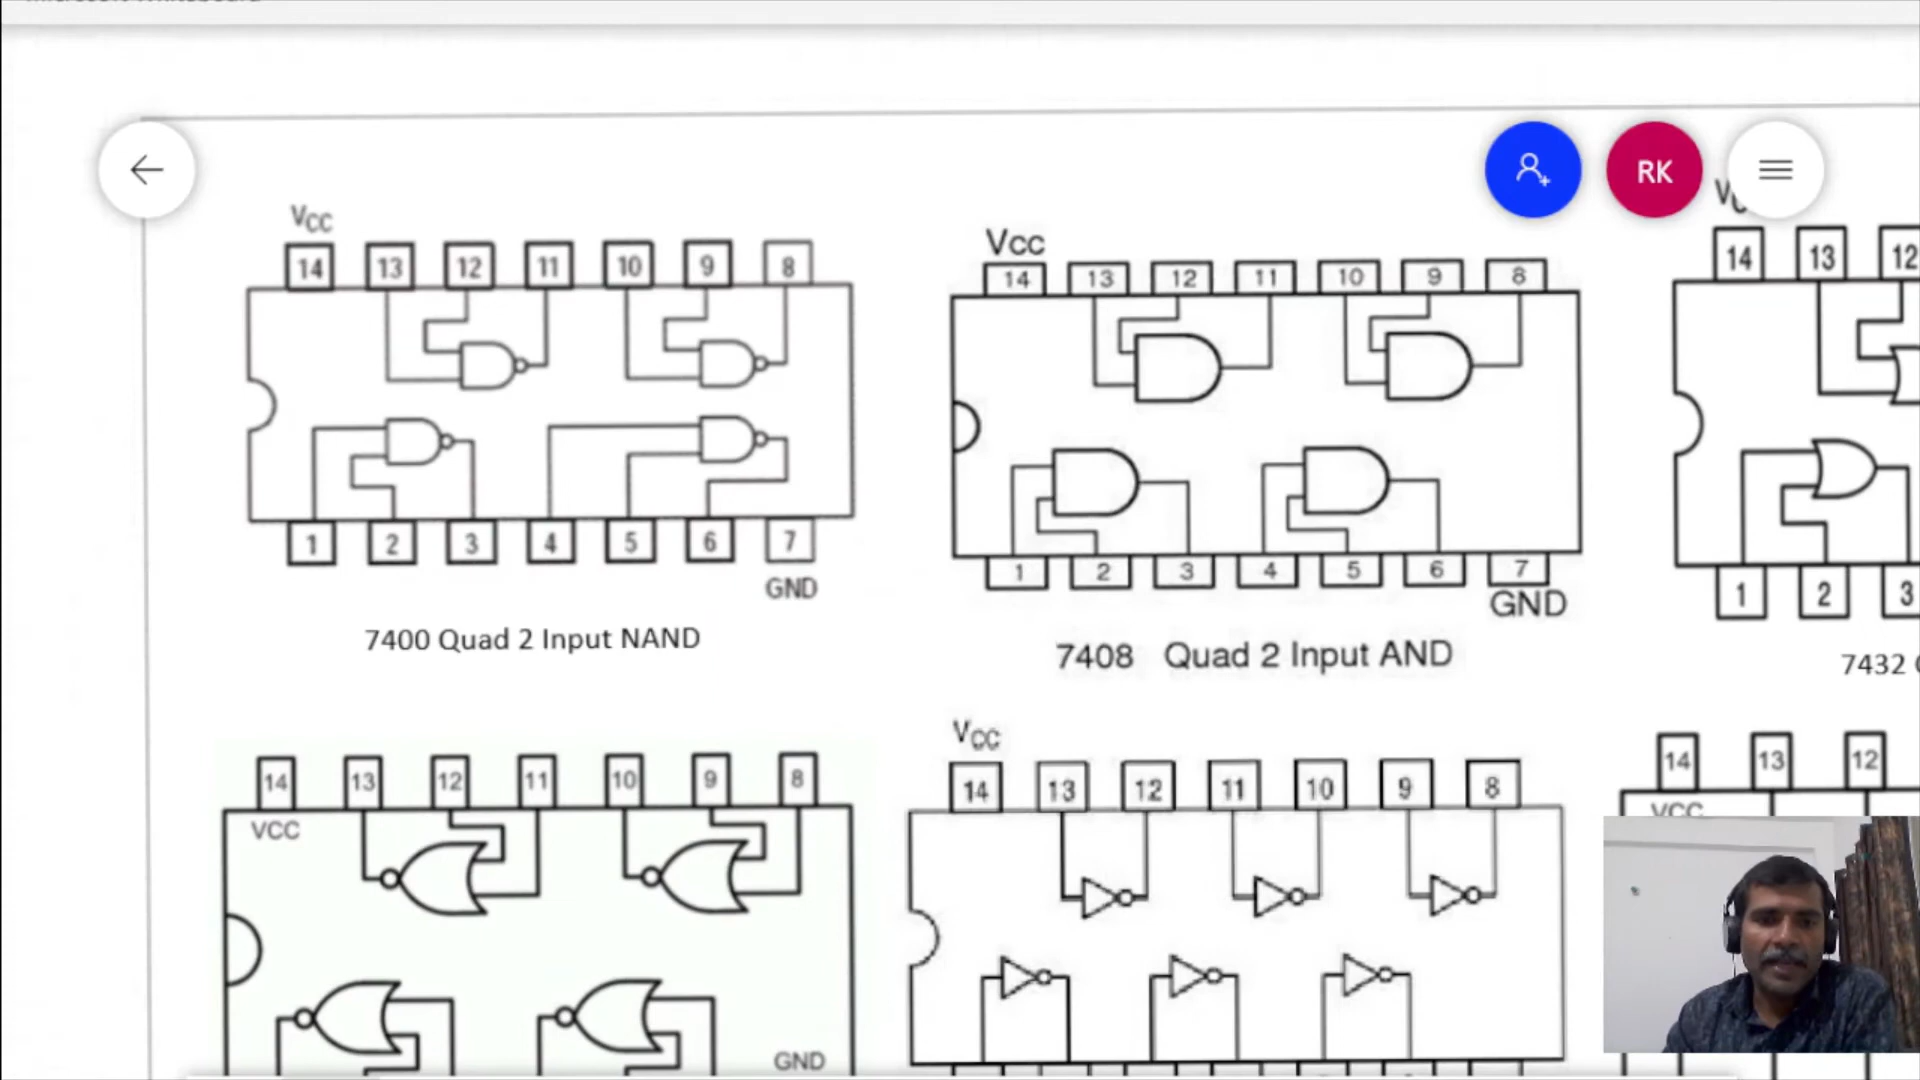 RK
VCC
14 13 12 11 10 9 8
1 2 3 4 5 6 7
GND
7400 Quad 2 Input NAND
Vcc
14 13 12 11 10 9 8
1 2 3 4 5 6 7
GND
7408 Quad 2 Input AND
14 13 12
1 2 3
7432
14 13 12 11 10 9 8
VCC
GND
VCC
14 13 12 11 10 9 8
14 13 12
VCC